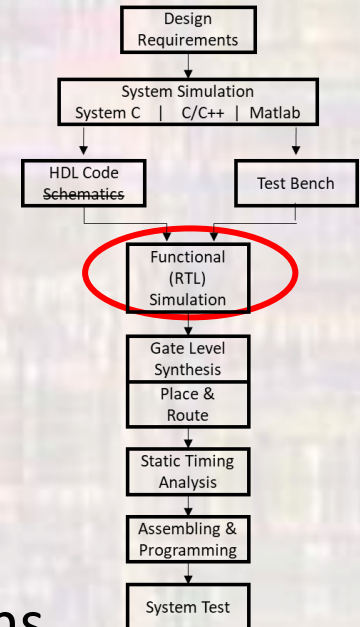 Design
Requirements
System Simulation
System C | C/C++ | Matlab
HDL Code
Schematics
Test Bench
Functional
(RTL)
Simulation
Gate Level
Synthesis
Place &
Route
Static Timing
Analysis
Assembling &
Programming
System Test